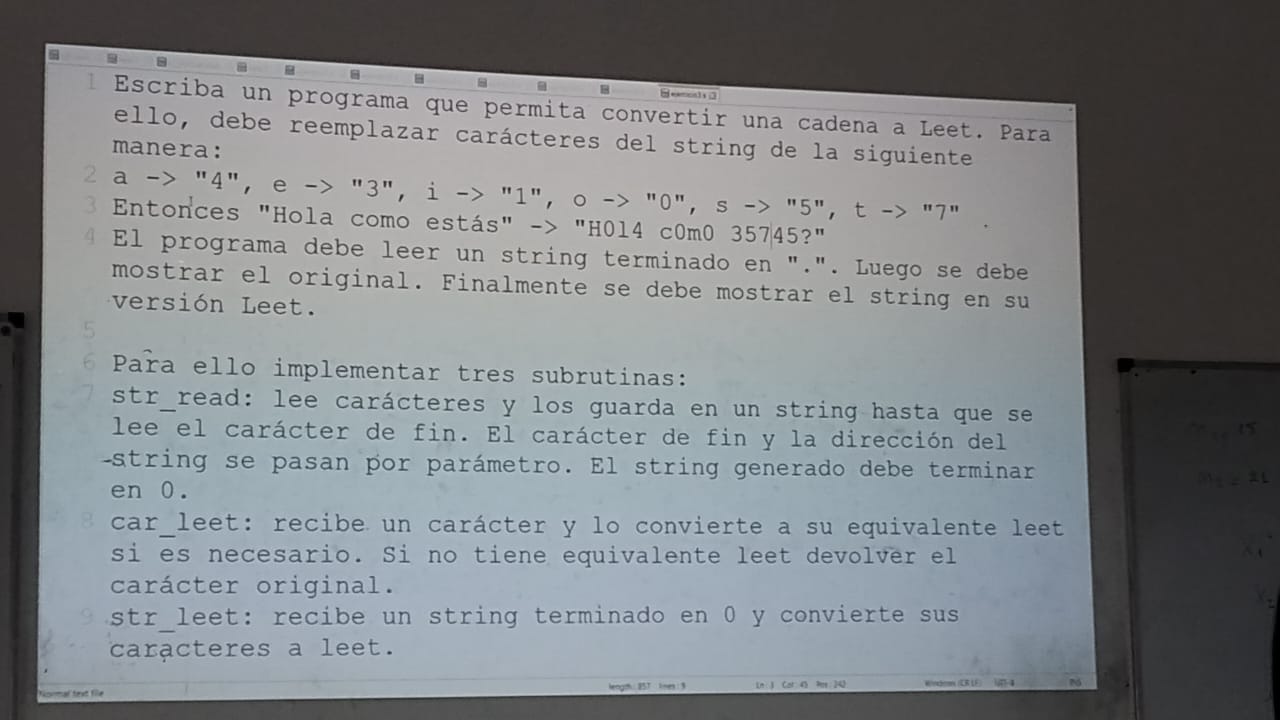 ejercicio1s
1 Escriba un programa que permita convertir una cadena a Leet. Para
ello, debe reemplazar carácteres del string de la siguiente
manera:
2 a -> "4", e -> "3", i -> "1", o -> "0", s -> "5", t -> "7"
3 Entonces "Hola como estás" -> "H0l4 c0m0 35745?"
4 El programa debe leer un string terminado en ".". Luego se debe
mostrar el original. Finalmente se debe mostrar el string en su
versión Leet.
5
6 Para ello implementar tres subrutinas:
7 str_read: lee carácteres y los guarda en un string hasta que se
lee el carácter de fin. El carácter de fin y la dirección del
string se pasan por parámetro. El string generado debe terminar
en 0.
8 car_leet: recibe un carácter y lo convierte a su equivalente leet
si es necesario. Si no tiene equivalente leet devolver el
carácter original.
9 str_leet: recibe un string terminado en 0 y convierte sus
caracteres a leet.
Normal text file length: 857 lines: 9 Ln: 3 Col: 45 Pos: 242 Windows (CR LF) UTF-8 INS